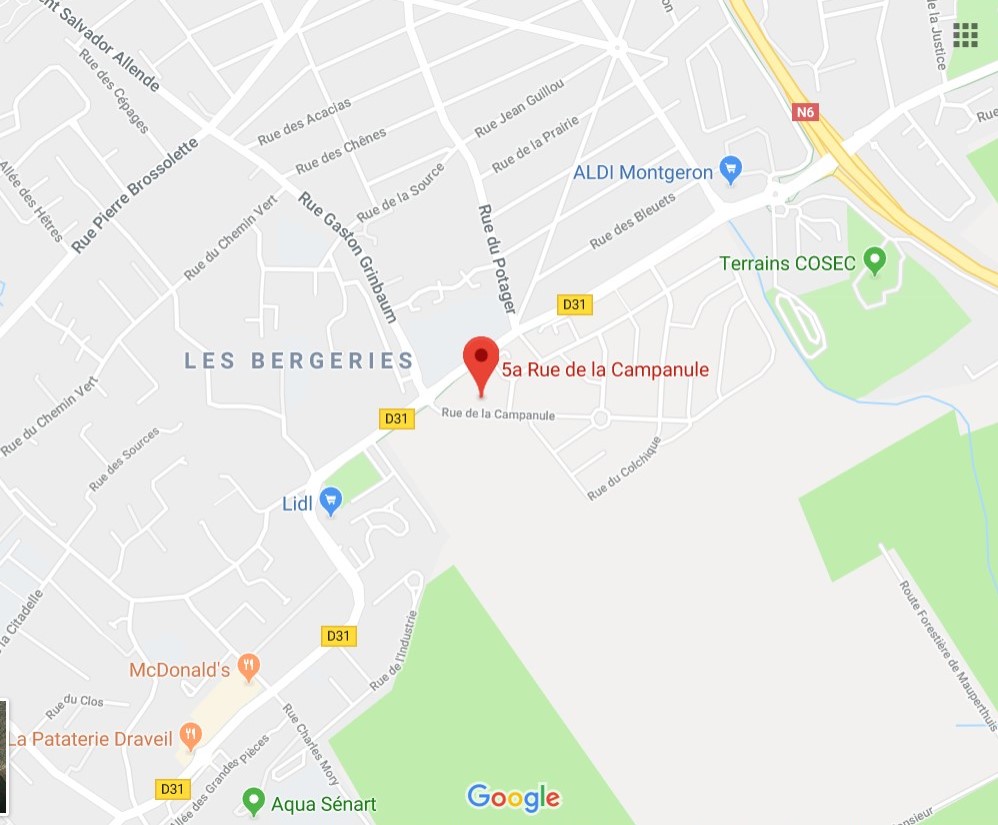 nt Salvador Allende
Rue des Cépages
Rue des Acacias
Rue des Chênes
Rue Jean Guillou
Rue de la Prairie
N6
de la Justice
Rue
Allée des Hêtres
Rue Pierre Brossolette
Rue de la Source
ALDI Montgeron
Rue du Chemin Vert
Rue Gaston Grinbaum
Rue du Potager
Rue des Bleuets
Terrains COSEC
D31
LES BERGERIES
5a Rue de la Campanule
Rue du Chemin Vert
D31
Rue de la Campanule
Rue des Sources
Rue du Colchique
Lidl
la Citadelle
D31
Rue de l'Industrie
Route Forestière de Mauperthuis
McDonald's
Rue du Clos
La Pataterie Draveil
Rue Charles Mory
D31
Allée des Grandes Pièces
Aqua Sénart
Google
onsieur